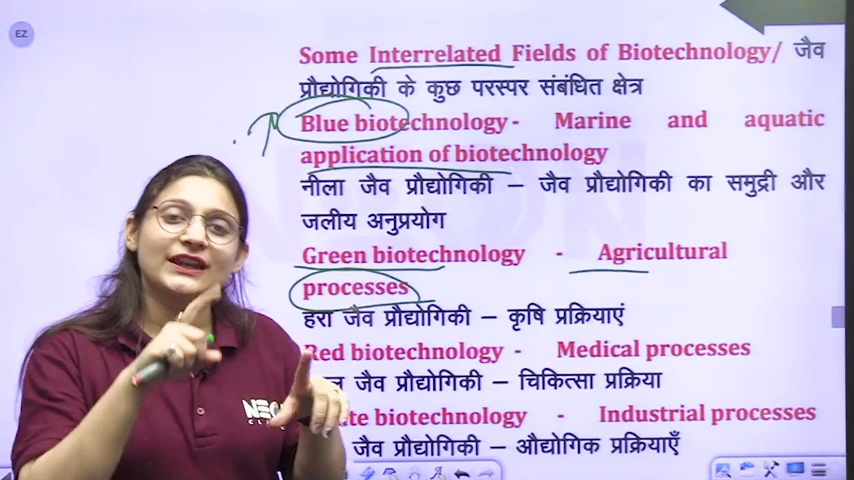 EZ
Some Interrelated Fields of Biotechnology/ जैव
प्रौद्योगिकी के कुछ परस्पर संबंधित क्षेत्र
Blue biotechnology- Marine and aquatic
application of biotechnology
नीला जैव प्रौद्योगिकी – जैव प्रौद्योगिकी का समुद्री और
जलीय अनुप्रयोग
Green biotechnology - Agricultural
processes
हरा जैव प्रौद्योगिकी – कृषि प्रक्रियाएं
Red biotechnology - Medical processes
जैव प्रौद्योगिकी – चिकित्सा प्रक्रिया
biotechnology - Industrial processes
जैव प्रौद्योगिकी – औद्योगिक प्रक्रियाएँ